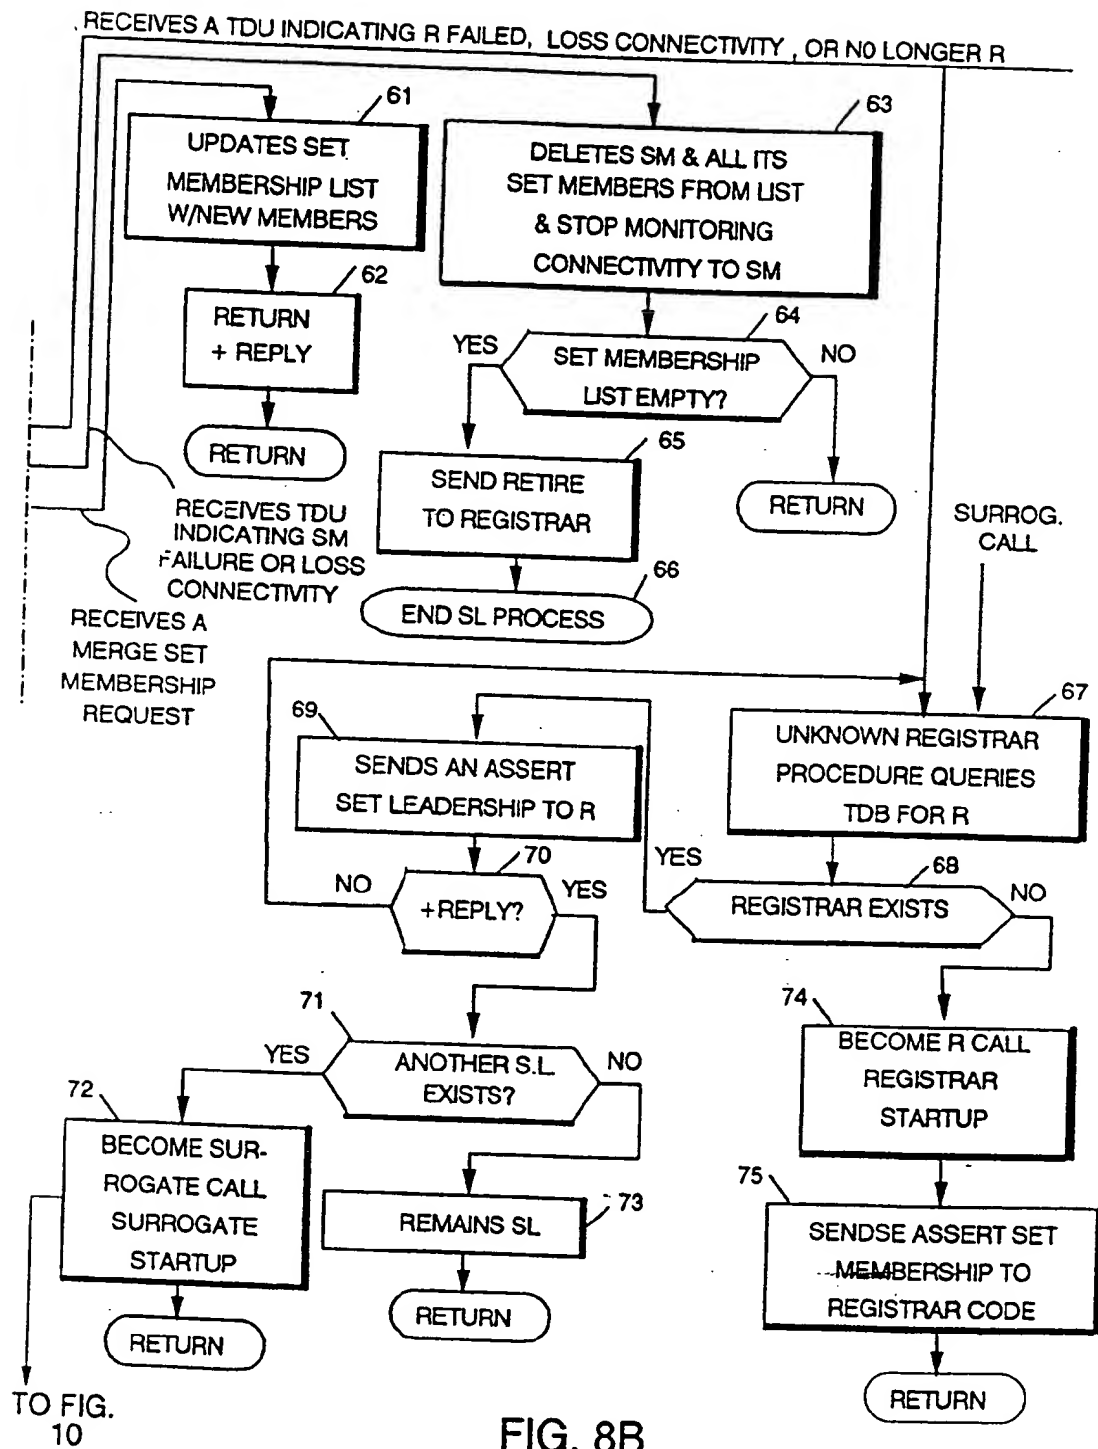 RECEIVES A TDU INDICATING R FAILED, LOSS CONNECTIVITY, OR NO LONGER R
61
UPDATES SET
MEMBERSHIP LIST
W/NEW MEMBERS
63
DELETES SM & ALL ITS
SET MEMBERS FROM LIST
& STOP MONITORING
CONNECTIVITY TO SM
62
RETURN
+ REPLY
RETURN
64
YES
SET MEMBERSHIP
LIST EMPTY?
NO
65
SEND RETIRE
TO REGISTRAR
RETURN
66
END SL PROCESS
RECEIVES TDU
INDICATING SM
FAILURE OR LOSS
CONNECTIVITY
RECEIVES A
MERGE SET
MEMBERSHIP
REQUEST
SURROG.
CALL
67
UNKNOWN REGISTRAR
PROCEDURE QUERIES
TDB FOR R
69
SENDS AN ASSERT
SET LEADERSHIP TO R
70
NO
+REPLY?
YES
68
YES
REGISTRAR EXISTS
NO
71
YES
ANOTHER S.L.
EXISTS?
NO
74
BECOME R CALL
REGISTRAR
STARTUP
72
BECOME SUR-
ROGATE CALL
SURROGATE
STARTUP
RETURN
73
REMAINS SL
RETURN
75
SENDSE ASSERT SET
MEMBERSHIP TO
REGISTRAR CODE
RETURN
TO FIG.
10
FIG. 8B